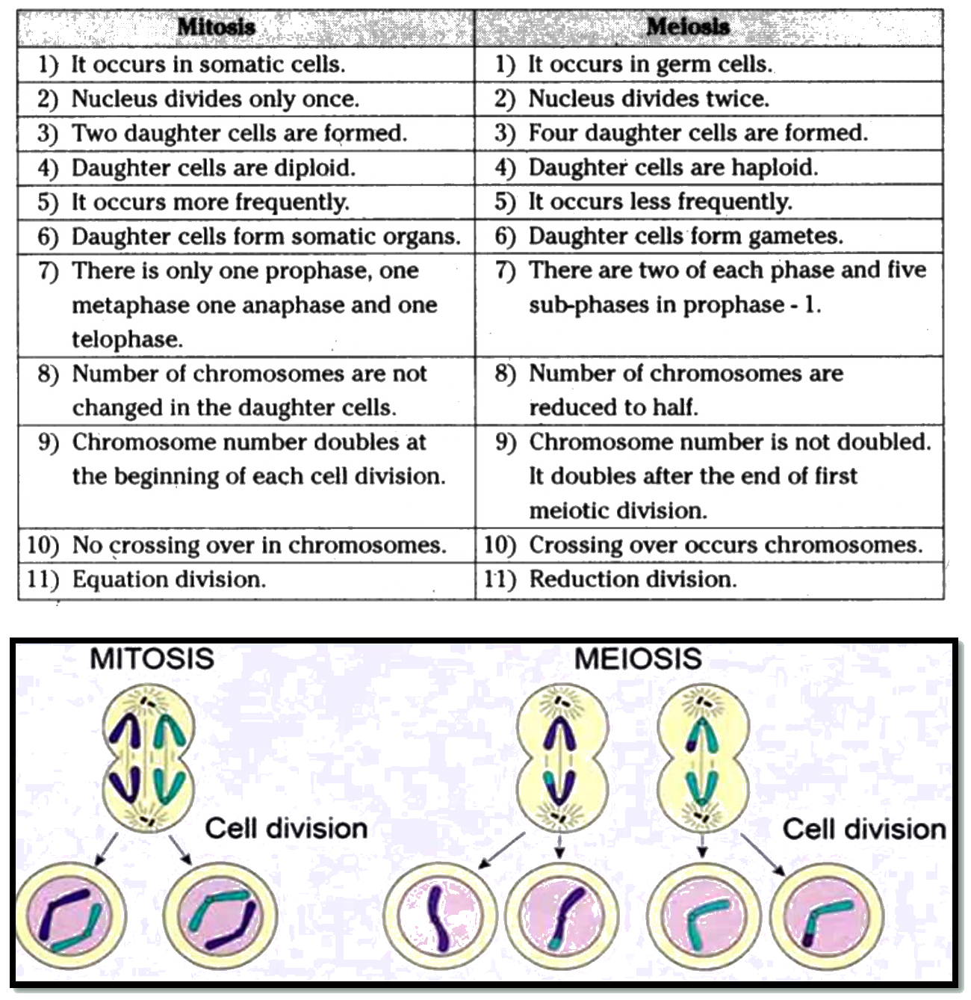 Mitosis
Meiosis
1) It occurs in somatic cells.
1) It occurs in germ cells.
2) Nucleus divides only once.
2) Nucleus divides twice.
3) Two daughter cells are formed.
3) Four daughter cells are formed.
4) Daughter cells are diploid.
4) Daughter cells are haploid.
5) It occurs more frequently.
5) It occurs less frequently.
6) Daughter cells form somatic organs.
6) Daughter cells form gametes.
7) There is only one prophase, one
metaphase one anaphase and one
telophase.
7) There are two of each phase and five
sub-phases in prophase - 1.
8) Number of chromosomes are not
changed in the daughter cells.
8) Number of chromosomes are
reduced to half.
9) Chromosome number doubles at
the beginning of each cell division.
9) Chromosome number is not doubled.
It doubles after the end of first
meiotic division.
10) No crossing over in chromosomes.
10) Crossing over occurs chromosomes.
11) Equation division.
11) Reduction division.
MITOSIS
MEIOSIS
Cell division
Cell division